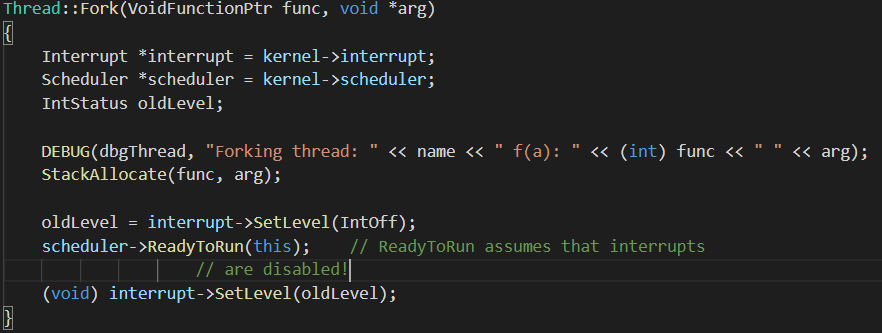 Thread::Fork(VoidFunctionPtr func, void *arg)
{
    Interrupt *interrupt = kernel->interrupt;
    Scheduler *scheduler = kernel->scheduler;
    IntStatus oldLevel;

    DEBUG(dbgThread, "Forking thread: " << name << " f(a): " << (int) func << " " << arg);
    StackAllocate(func, arg);

    oldLevel = interrupt->SetLevel(IntOff);
    scheduler->ReadyToRun(this);    // ReadyToRun assumes that interrupts
                    // are disabled!
    (void) interrupt->SetLevel(oldLevel);
}